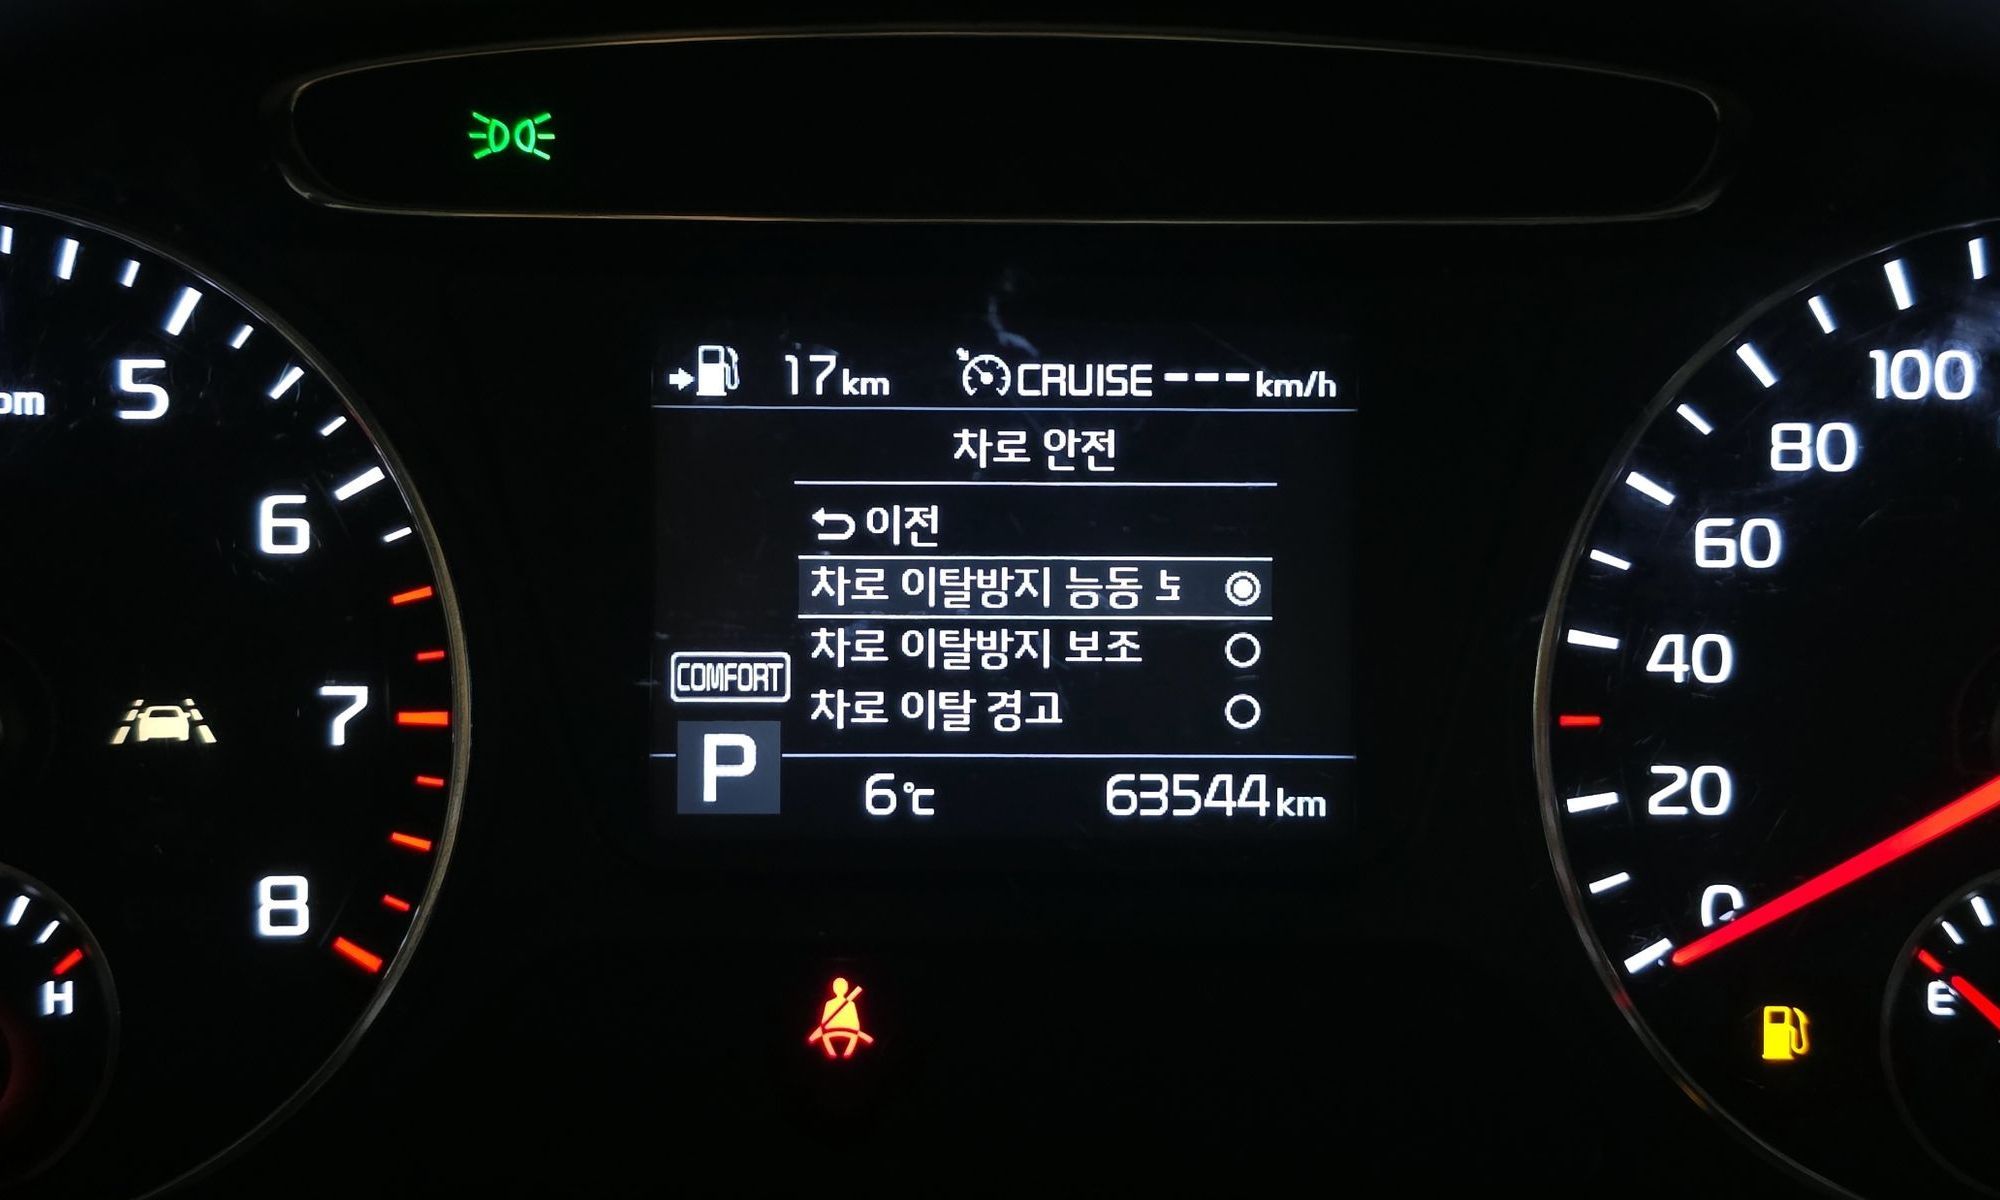 17km CRUISE ---km/h
차로 안전
이전
차로 이탈방지 능동
차로 이탈방지 보조
COMFORT
차로 이탈 경고
P
6℃ 63544km
5
6
7
8
H
100
80
60
40
20
0
E